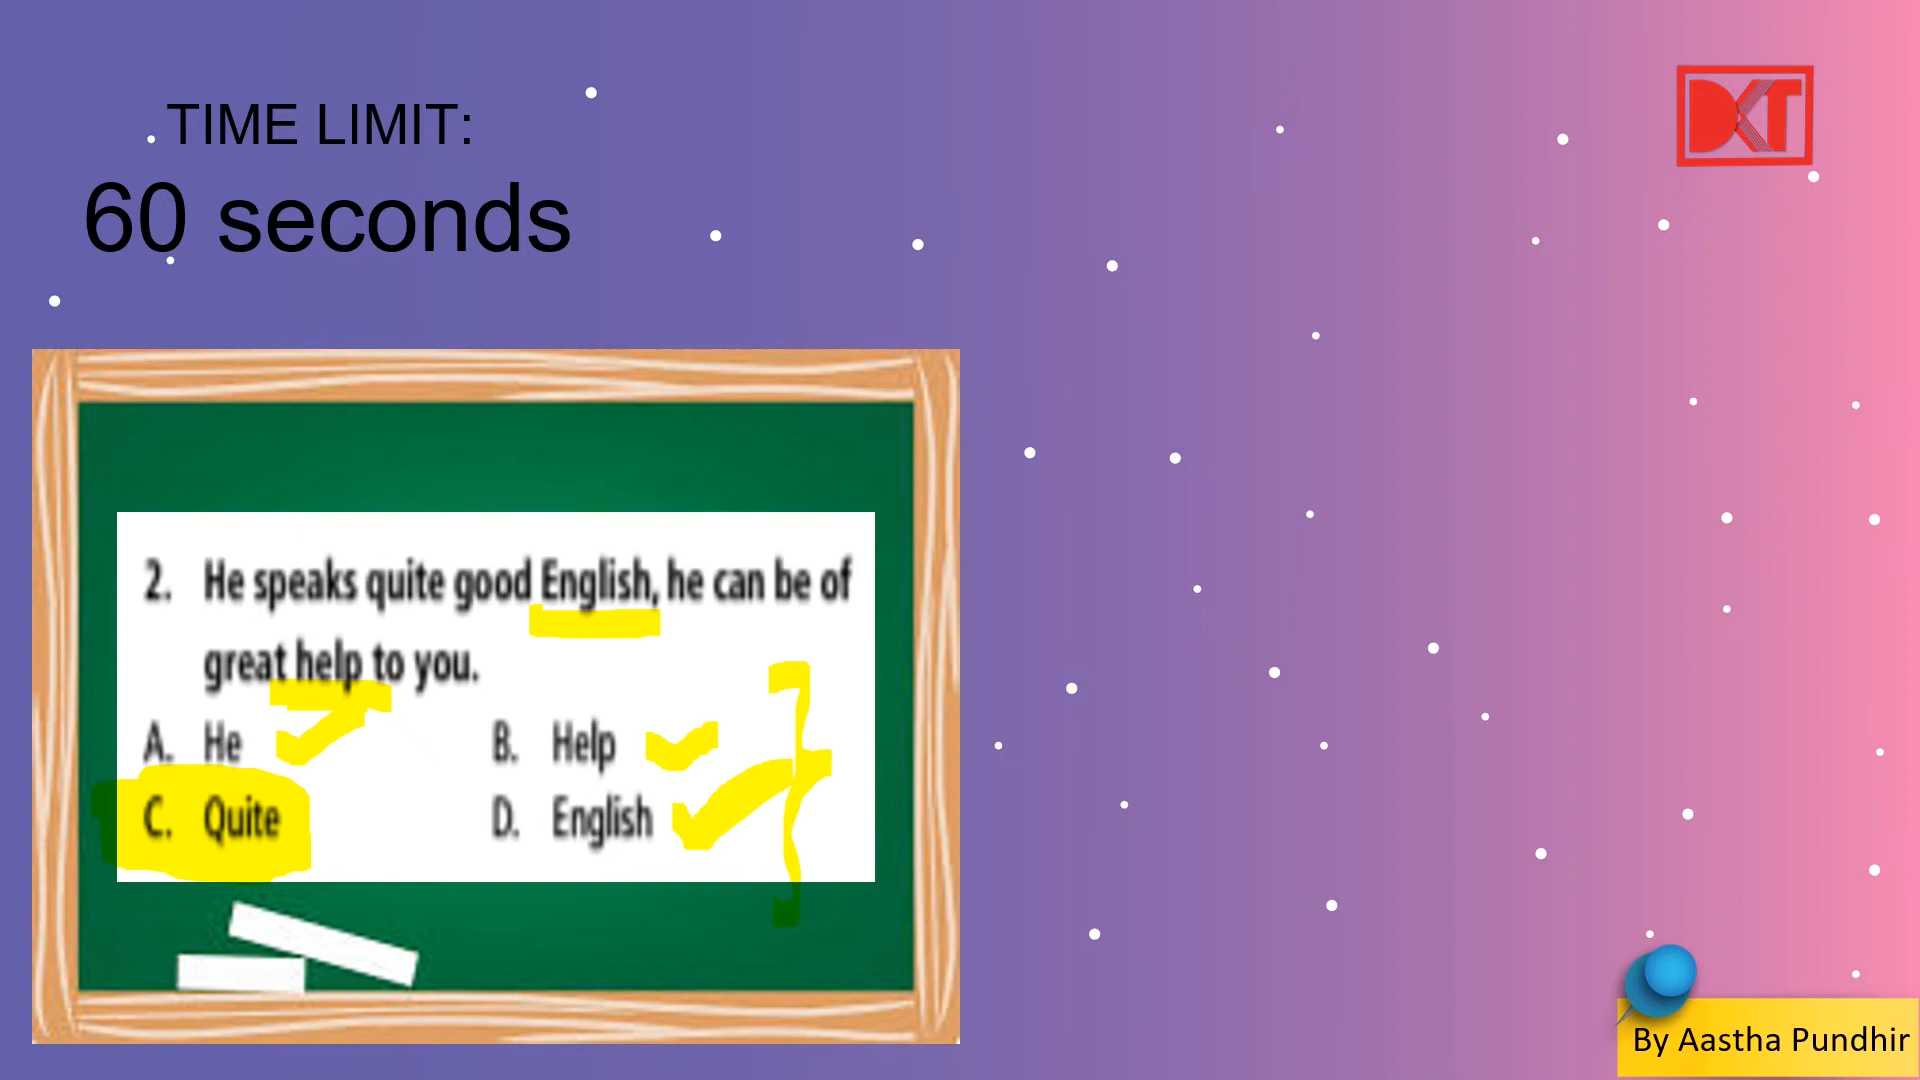 TIME LIMIT:
60 seconds
DKT
2. He speaks quite good English, he can be of
great help to you.
A. He B. Help
C. Quite D. English
By Aastha Pundhir